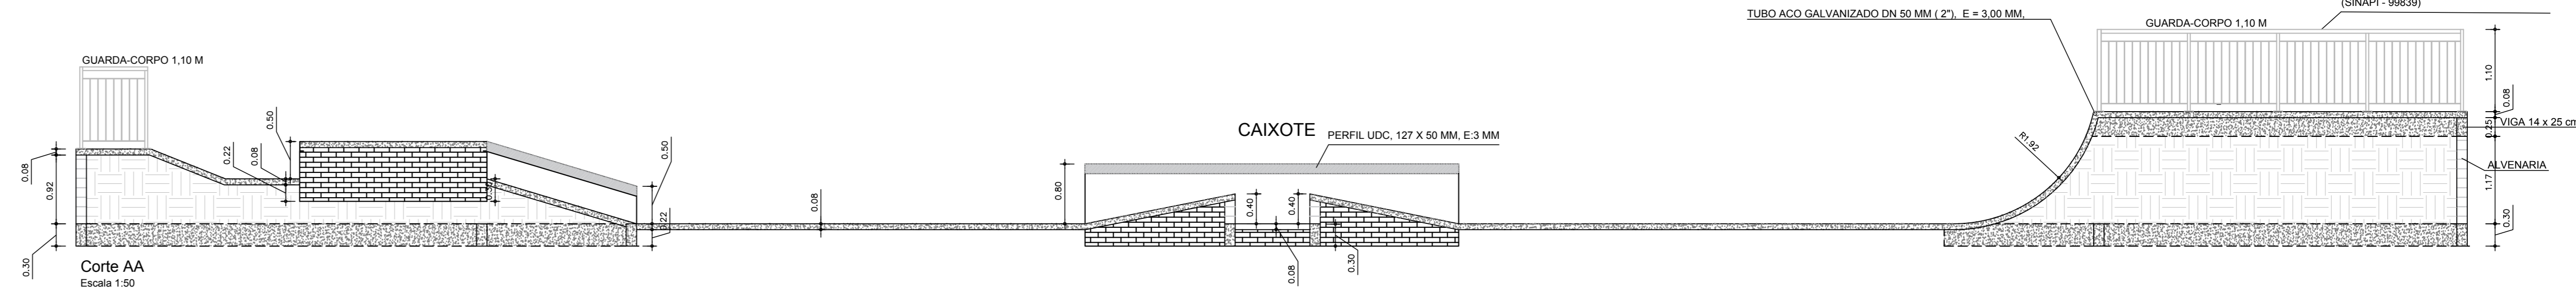 (SINAPI - 99839)
TUBO ACO GALVANIZADO DN 50 MM ( 2"), E = 3,00 MM,
GUARDA-CORPO 1,10 M
GUARDA-CORPO 1,10 M
1.10
0.08
0.25
VIGA 14 x 25 cm
ALVENARIA
1.17
0.30
R1.92
CAIXOTE
PERFIL UDC, 127 X 50 MM, E:3 MM
0.80
0.40
0.40
0.08
0.30
0.08
0.50
0.22
0.50
0.22
0.08
0.08
0.92
0.30
Corte AA
Escala 1:50